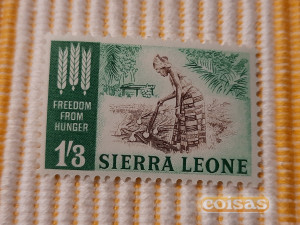 FREEDOM
FROM
HUNGER
1'3
SIERRA LEONE
coisas